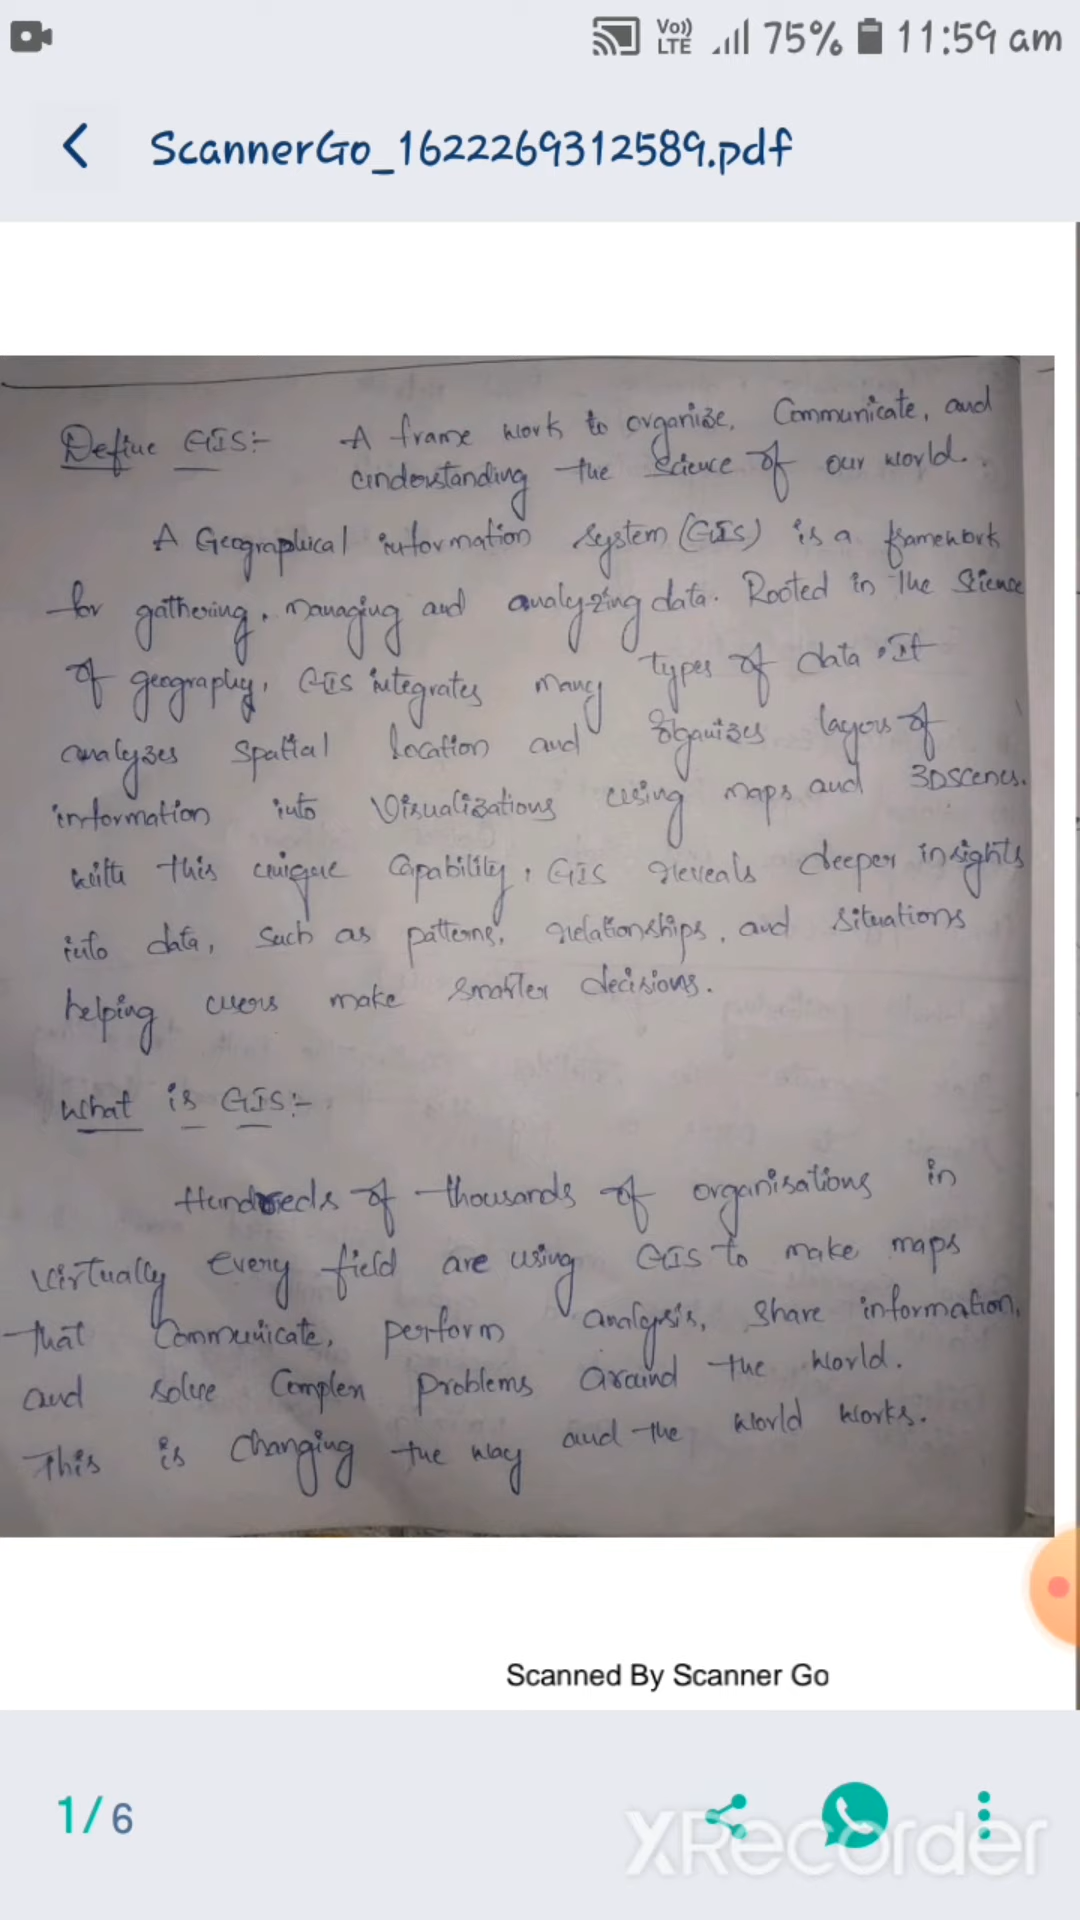 Vo)) LTE 75% 11:59 am
ScannerGo_1622269312589.pdf
Define GIS:- A frame work to organize, Communicate, and
understanding the Science of our world.
A Geographical information system (GIS) is a framework
for gathering, managing and analyzing data. Rooted in the Science
of geography, GIS integrates many types of data. It
analyzes spatial location and organizes layers of
information into Visualizations using maps and 3D scenes.
with this unique Capability, GIS reveals deeper insights
into data, such as patterns, relationships, and situations
helping users make smarter decisions.
What is GIS:-
Hundreds of thousands of organisations in
virtually every field are using GIS to make maps
that Communicate, perform analysis, share information,
and solve Complex Problems around the world.
This is Changing the way and the world works.
Scanned By Scanner Go
1/6
XRecorder